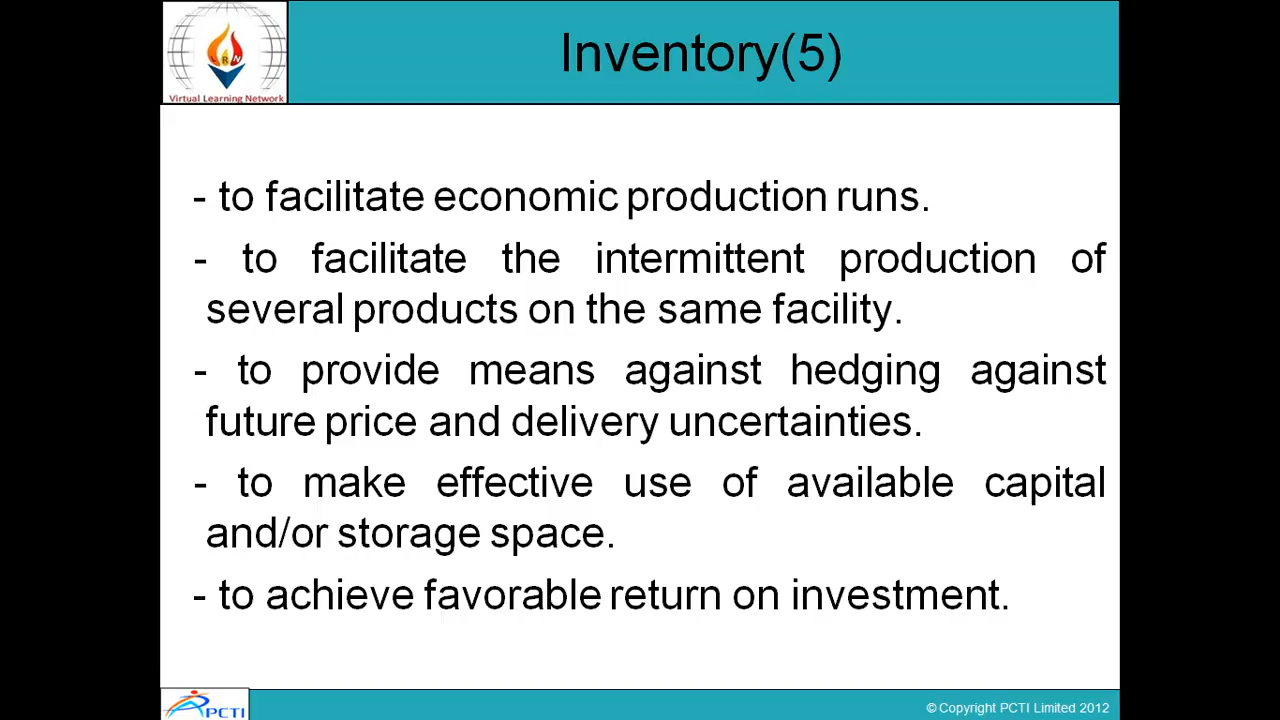 Inventory(5)
LRN
Virtual Learning Network
- to facilitate economic production runs.
- to facilitate the intermittent production of
several products on the same facility.
- to provide means against hedging against
future price and delivery uncertainties.
- to make effective use of available capital
and/or storage space.
- to achieve favorable return on investment.
PCTI
© Copyright PCTI Limited 2012